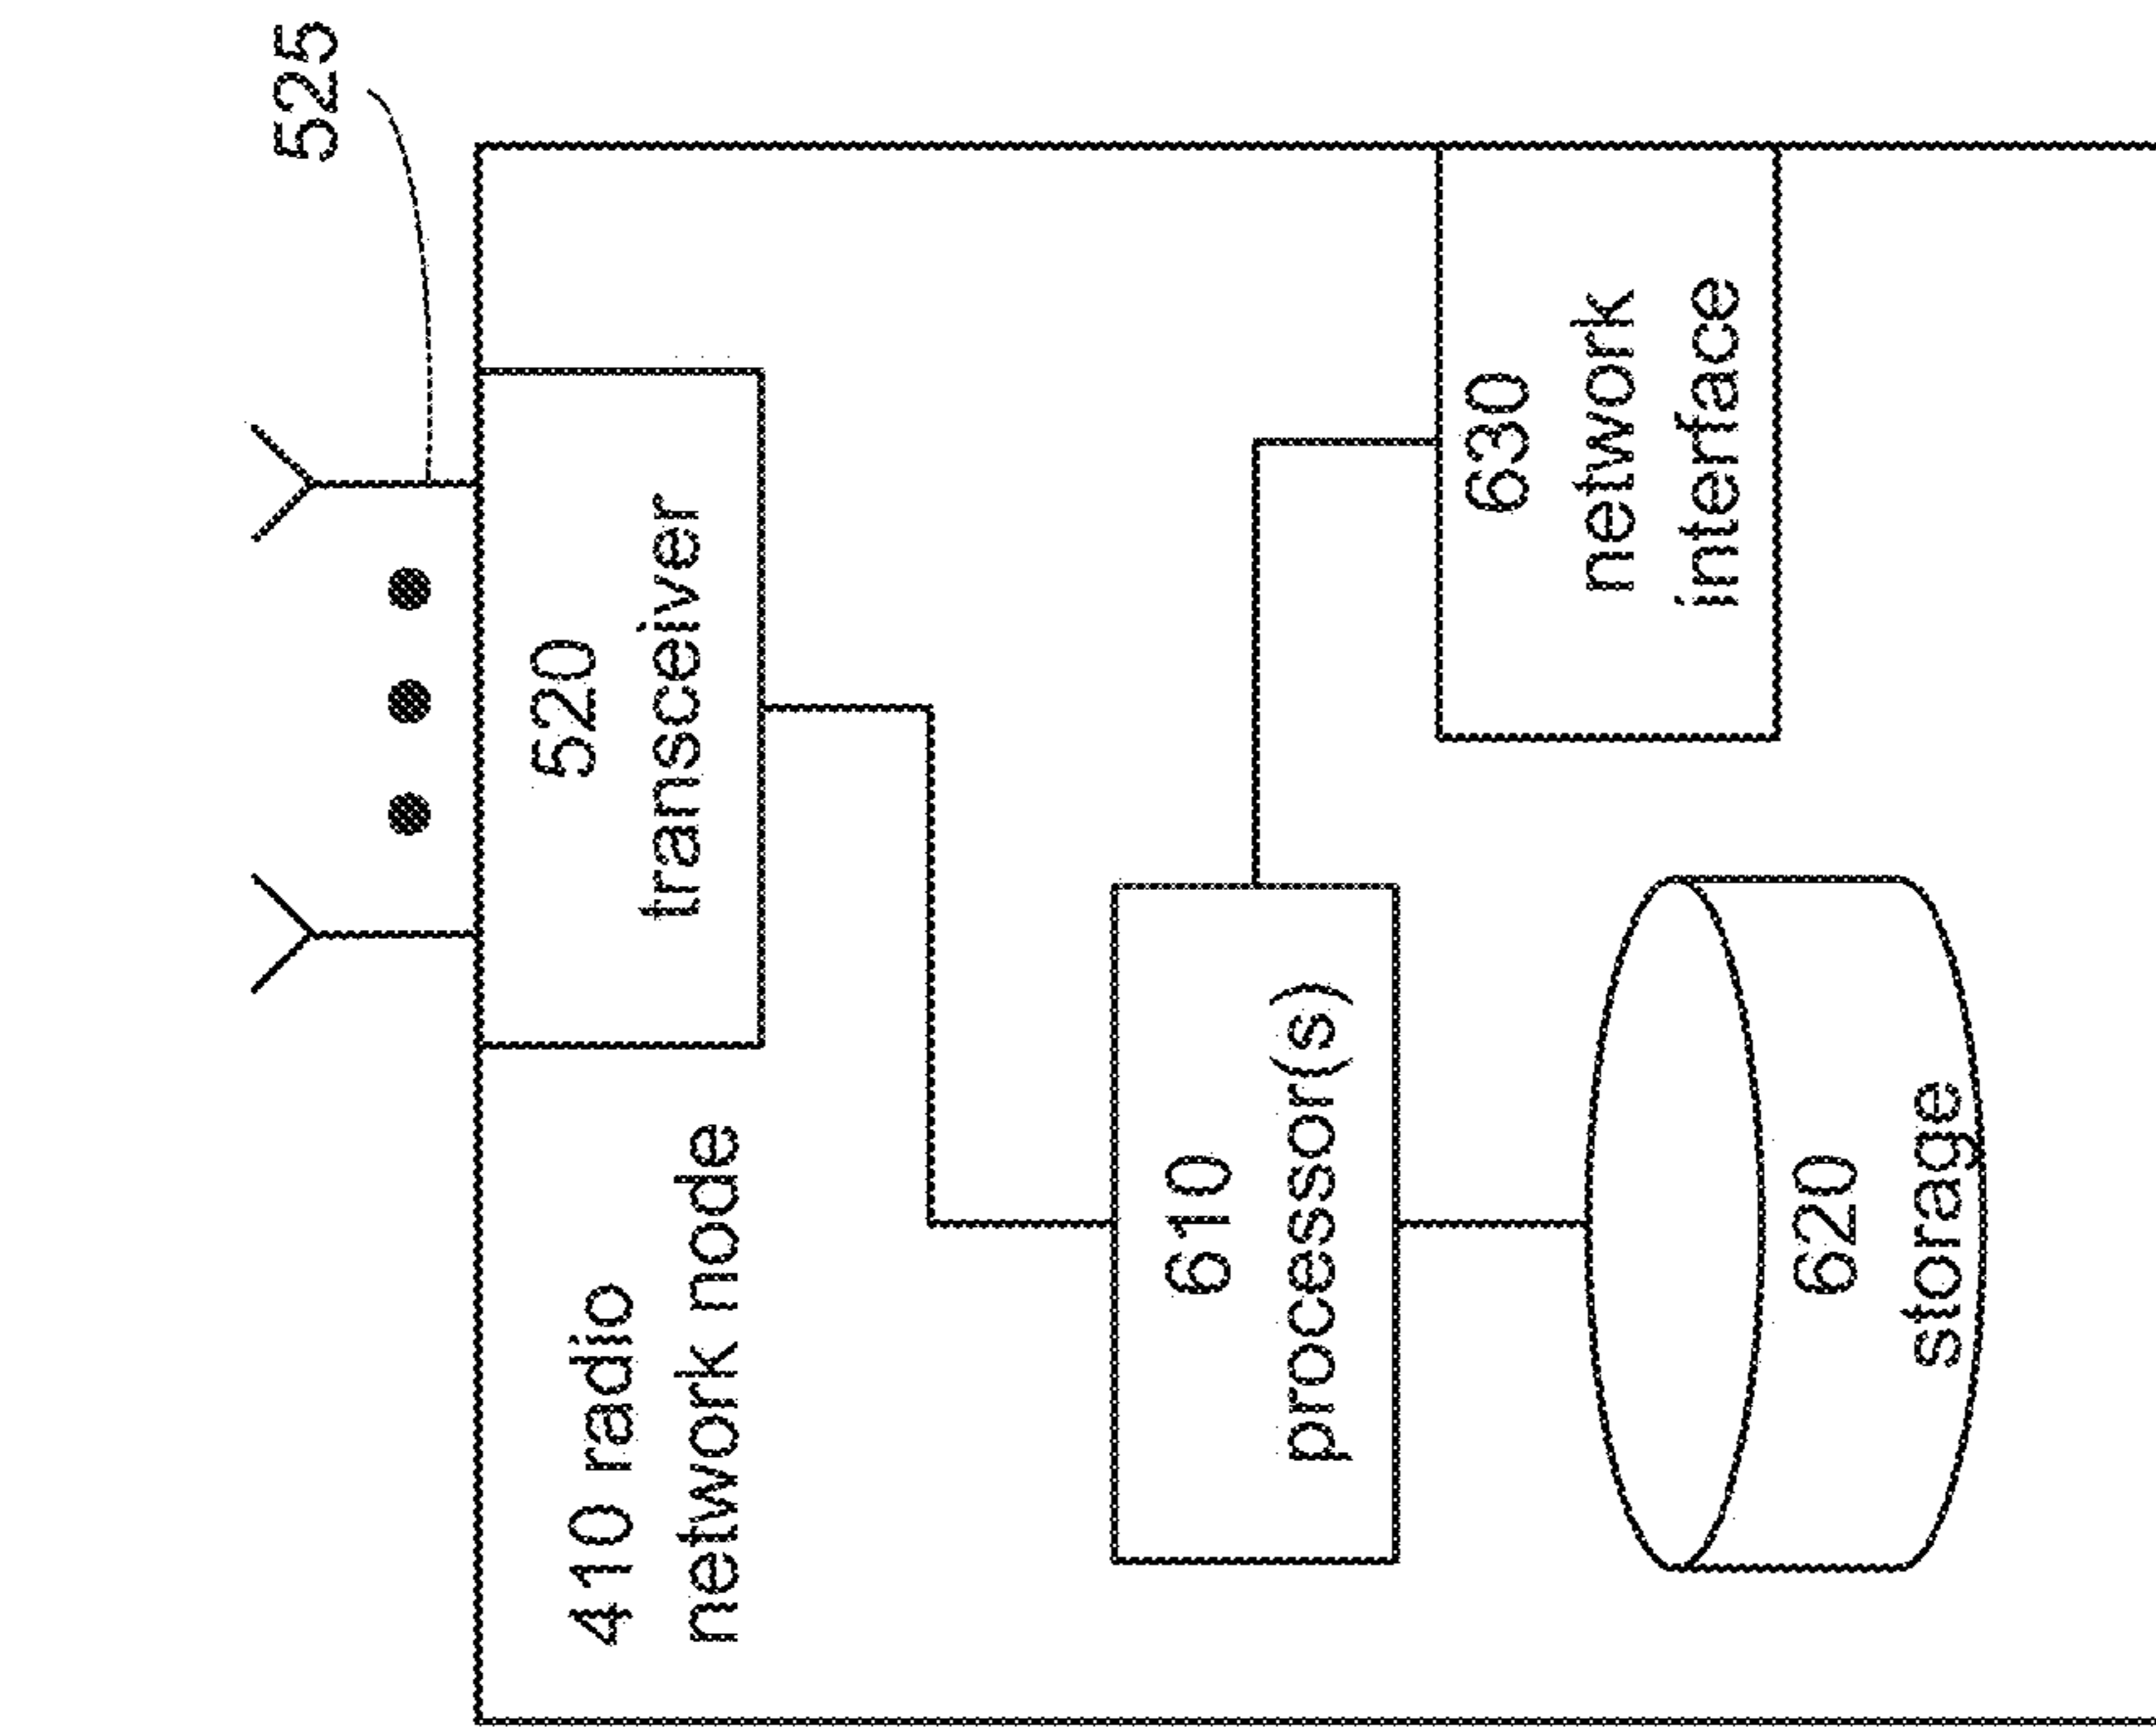 525
520
transceiver
410 radio
network node
610
processor(s)
630
network
interface
620
storage